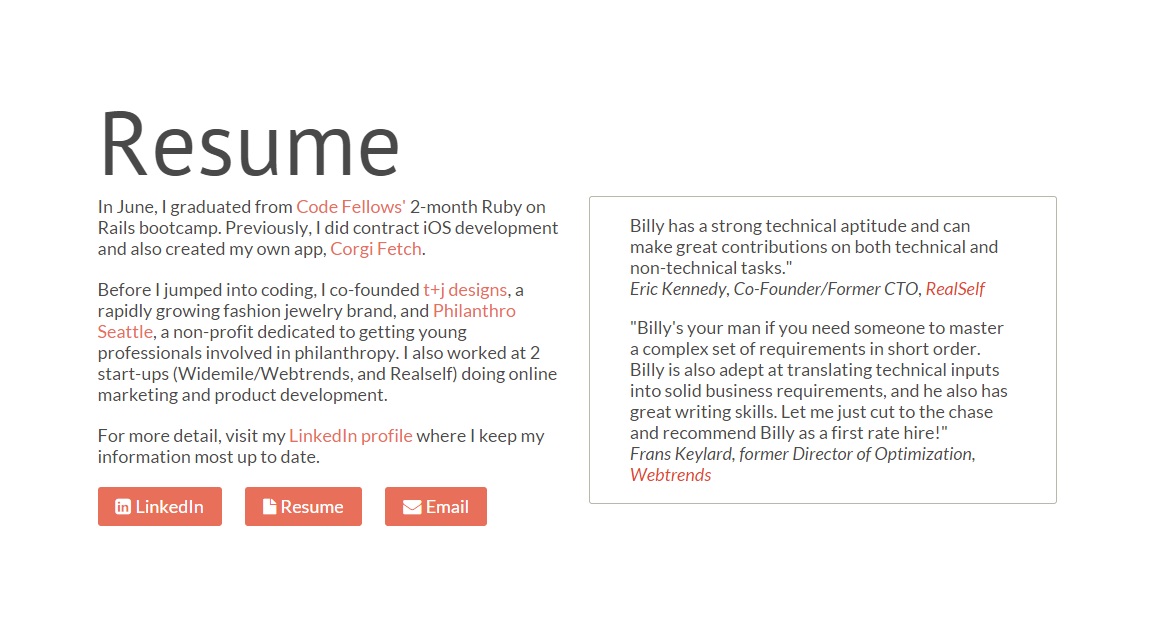 Resume
In June, I graduated from Code Fellows' 2-month Ruby on
Rails bootcamp. Previously, I did contract iOS development
and also created my own app, Corgi Fetch.
Before I jumped into coding, I co-founded t+j designs, a
rapidly growing fashion jewelry brand, and Philanthro
Seattle, a non-profit dedicated to getting young
professionals involved in philanthropy. I also worked at 2
start-ups (Widemile/Webtrends, and Realself) doing online
marketing and product development.
For more detail, visit my LinkedIn profile where I keep my
information most up to date.
LinkedIn Resume Email
Billy has a strong technical aptitude and can
make great contributions on both technical and
non-technical tasks."
Eric Kennedy, Co-Founder/Former CTO, RealSelf
"Billy's your man if you need someone to master
a complex set of requirements in short order.
Billy is also adept at translating technical inputs
into solid business requirements, and he also has
great writing skills. Let me just cut to the chase
and recommend Billy as a first rate hire!"
Frans Keylard, former Director of Optimization,
Webtrends